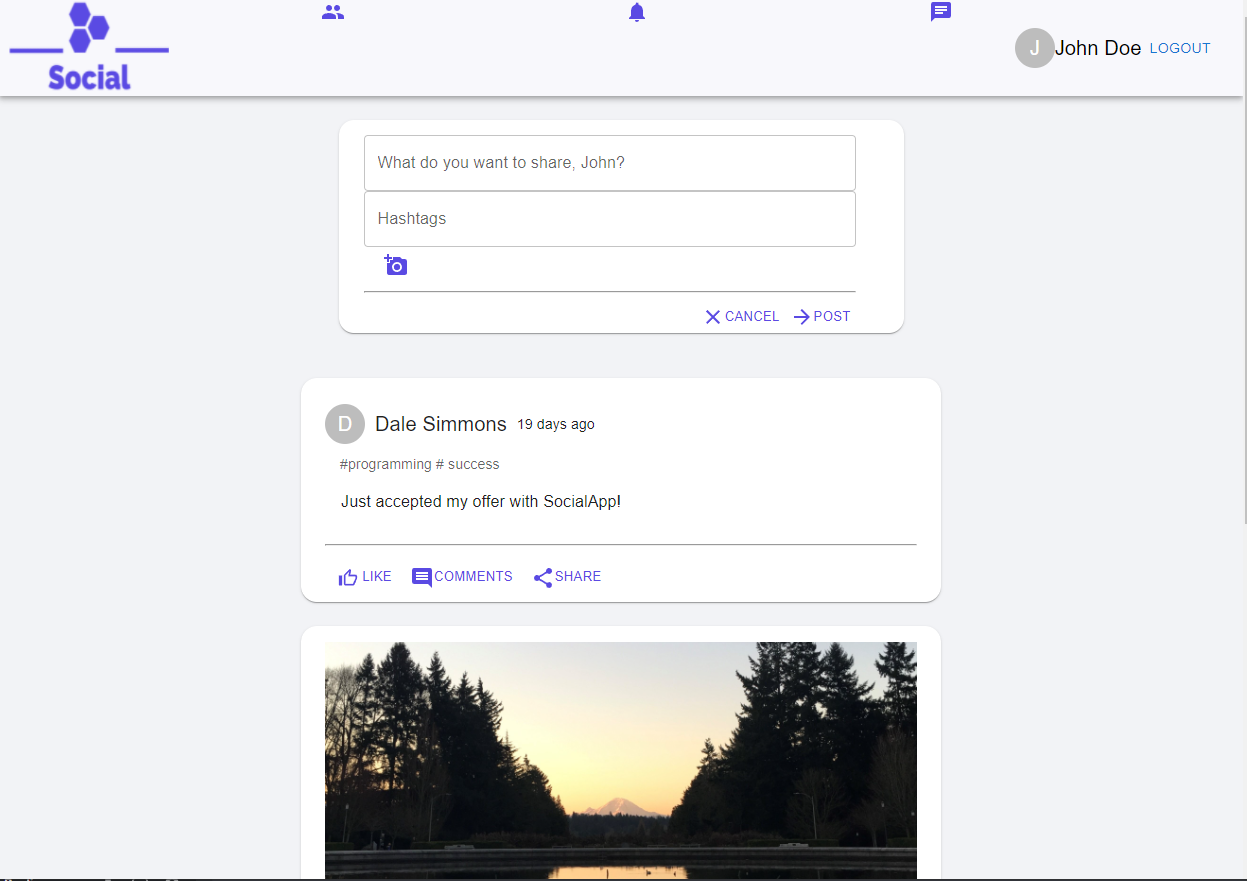 Social
J John Doe LOGOUT
What do you want to share, John?
Hashtags
CANCEL POST
D Dale Simmons 19 days ago
#programming # success
Just accepted my offer with SocialApp!
LIKE COMMENTS SHARE